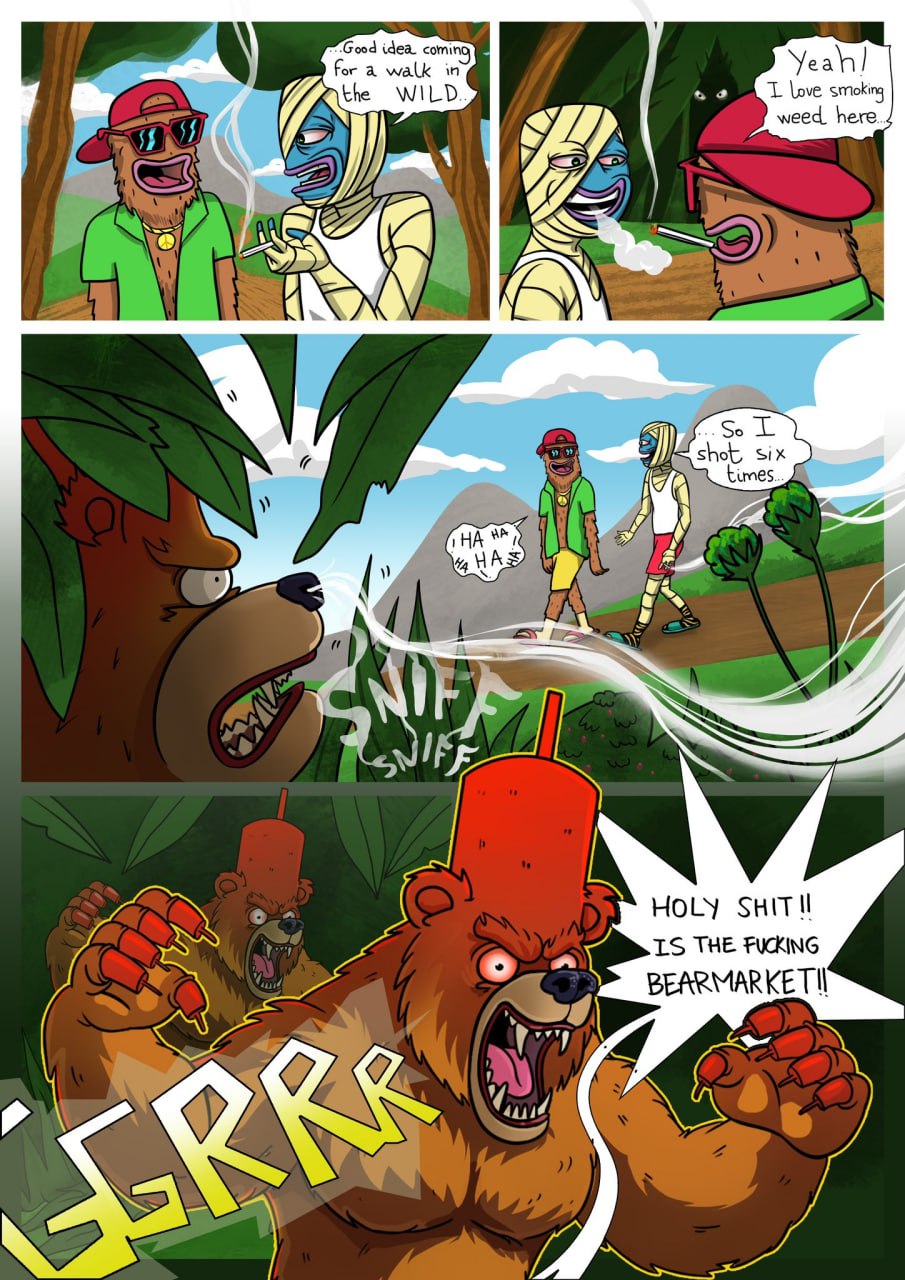 ...Good idea coming
for a walk in
the WILD...
Yeah!
I love smoking
weed here...
... So I
shot six
times...
¡HA HA
HA HA HA!
SNIFF
SNIFF
HOLY SHIT!!
IS THE FUCKING
BEARMARKET!!
GGRRRR